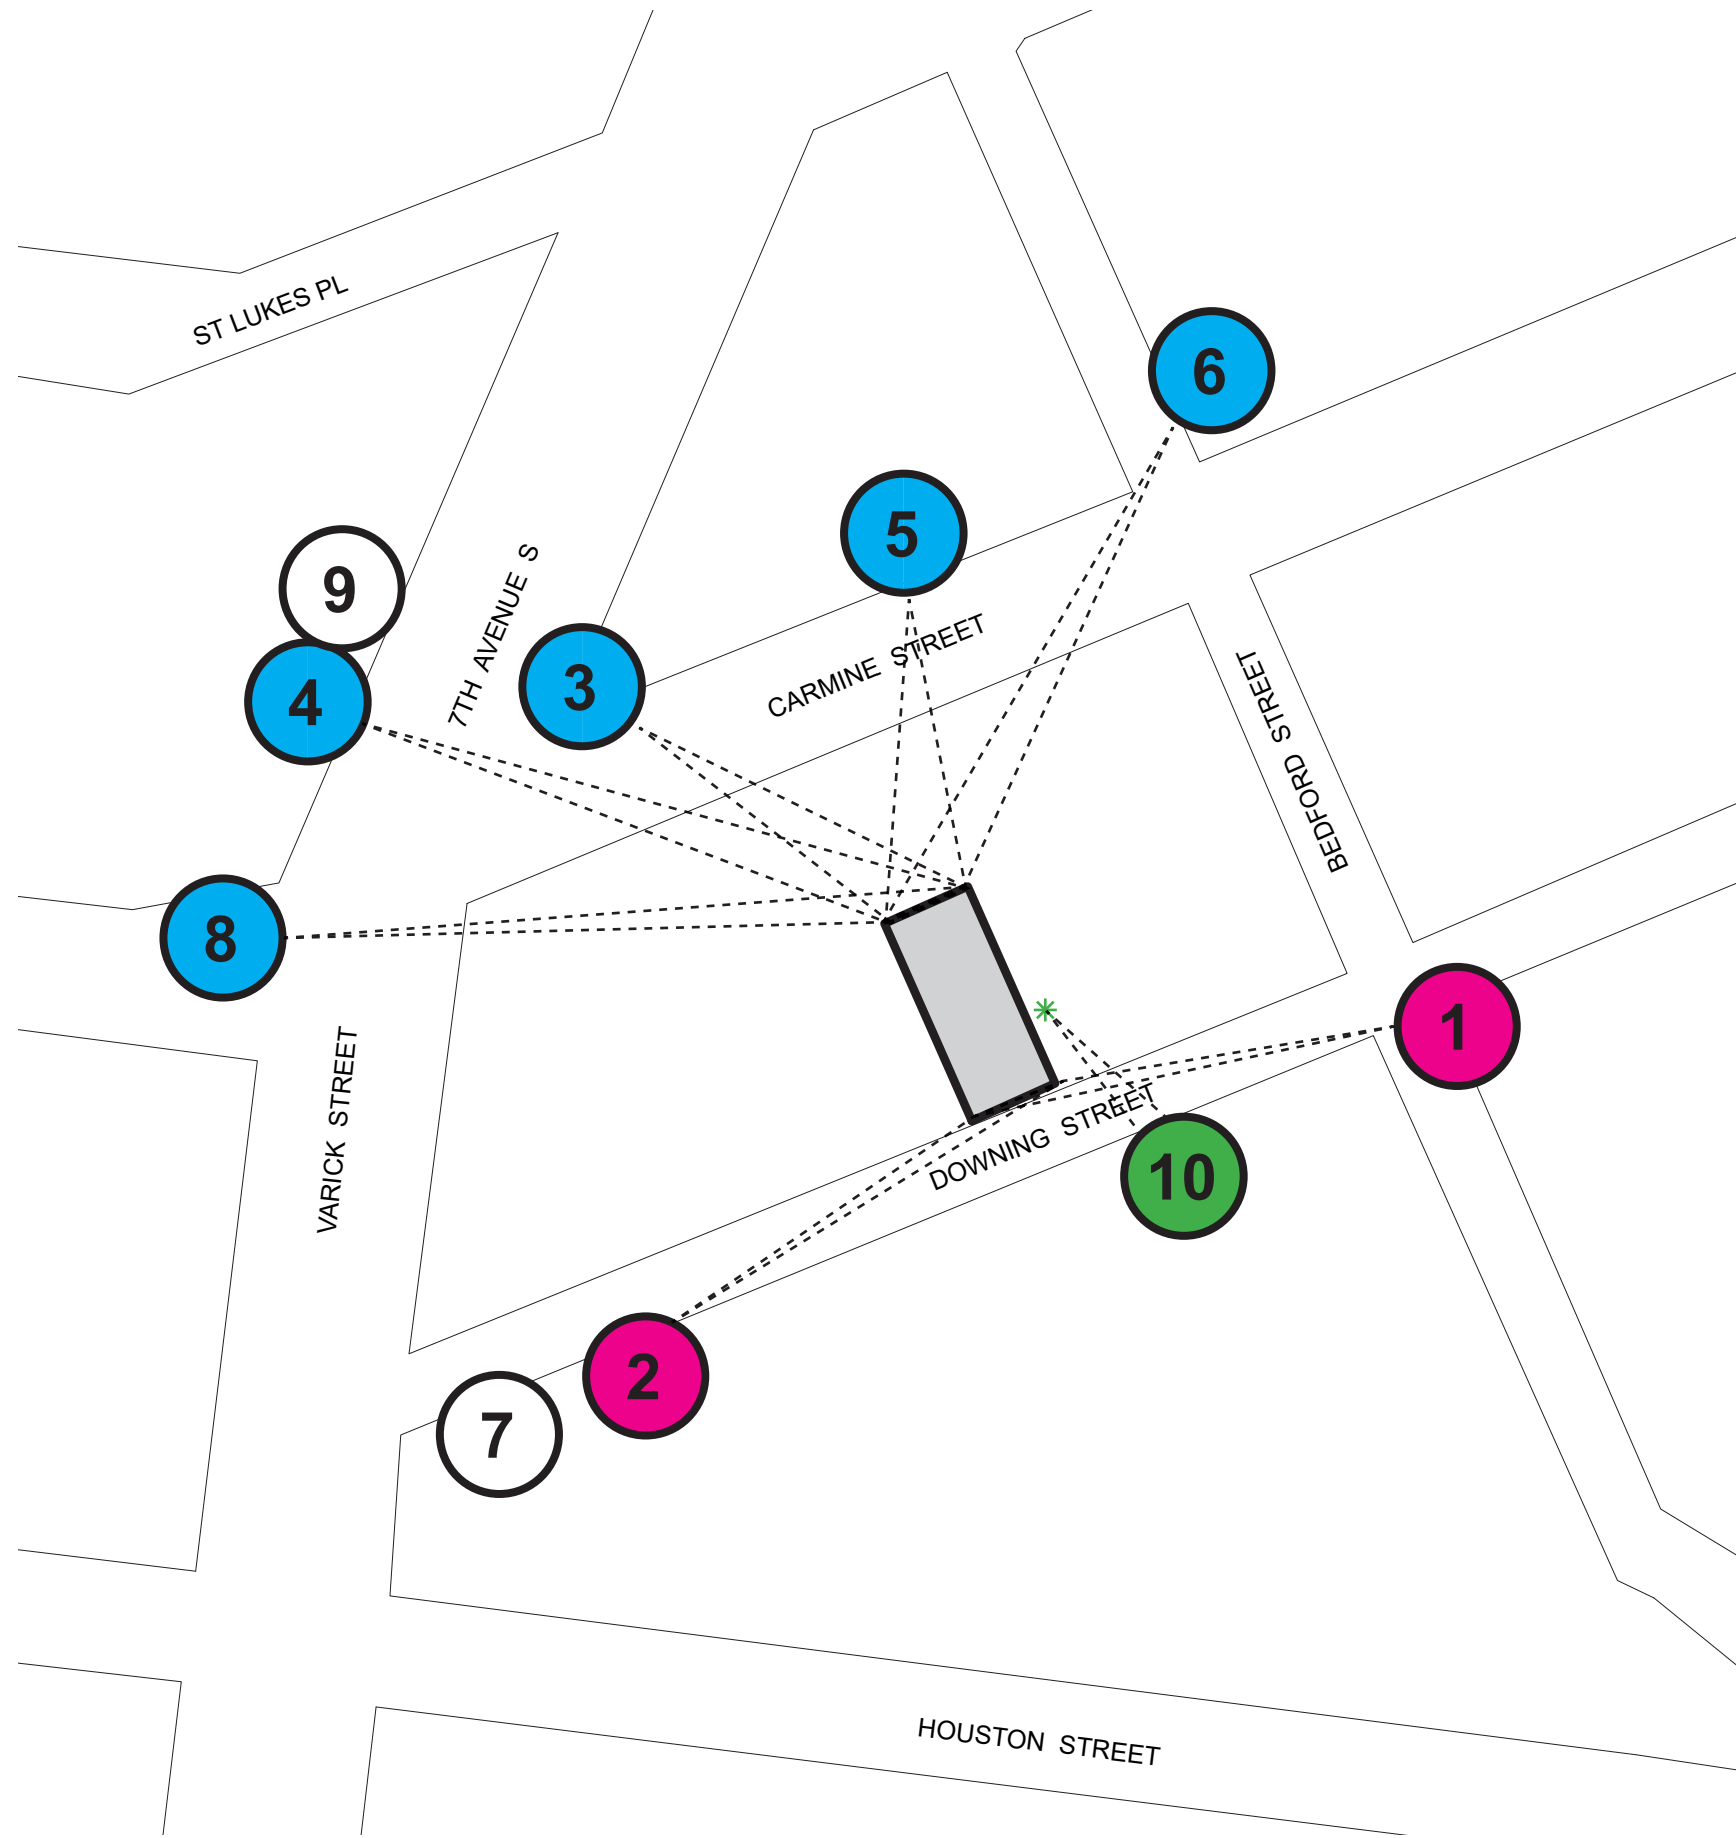 ST LUKES PL
6
5
9
7TH AVENUE S
CARMINE STREET
3
4
BEDFORD STREET
8
1
VARICK STREET
DOWNING STREET
10
2
7
HOUSTON STREET